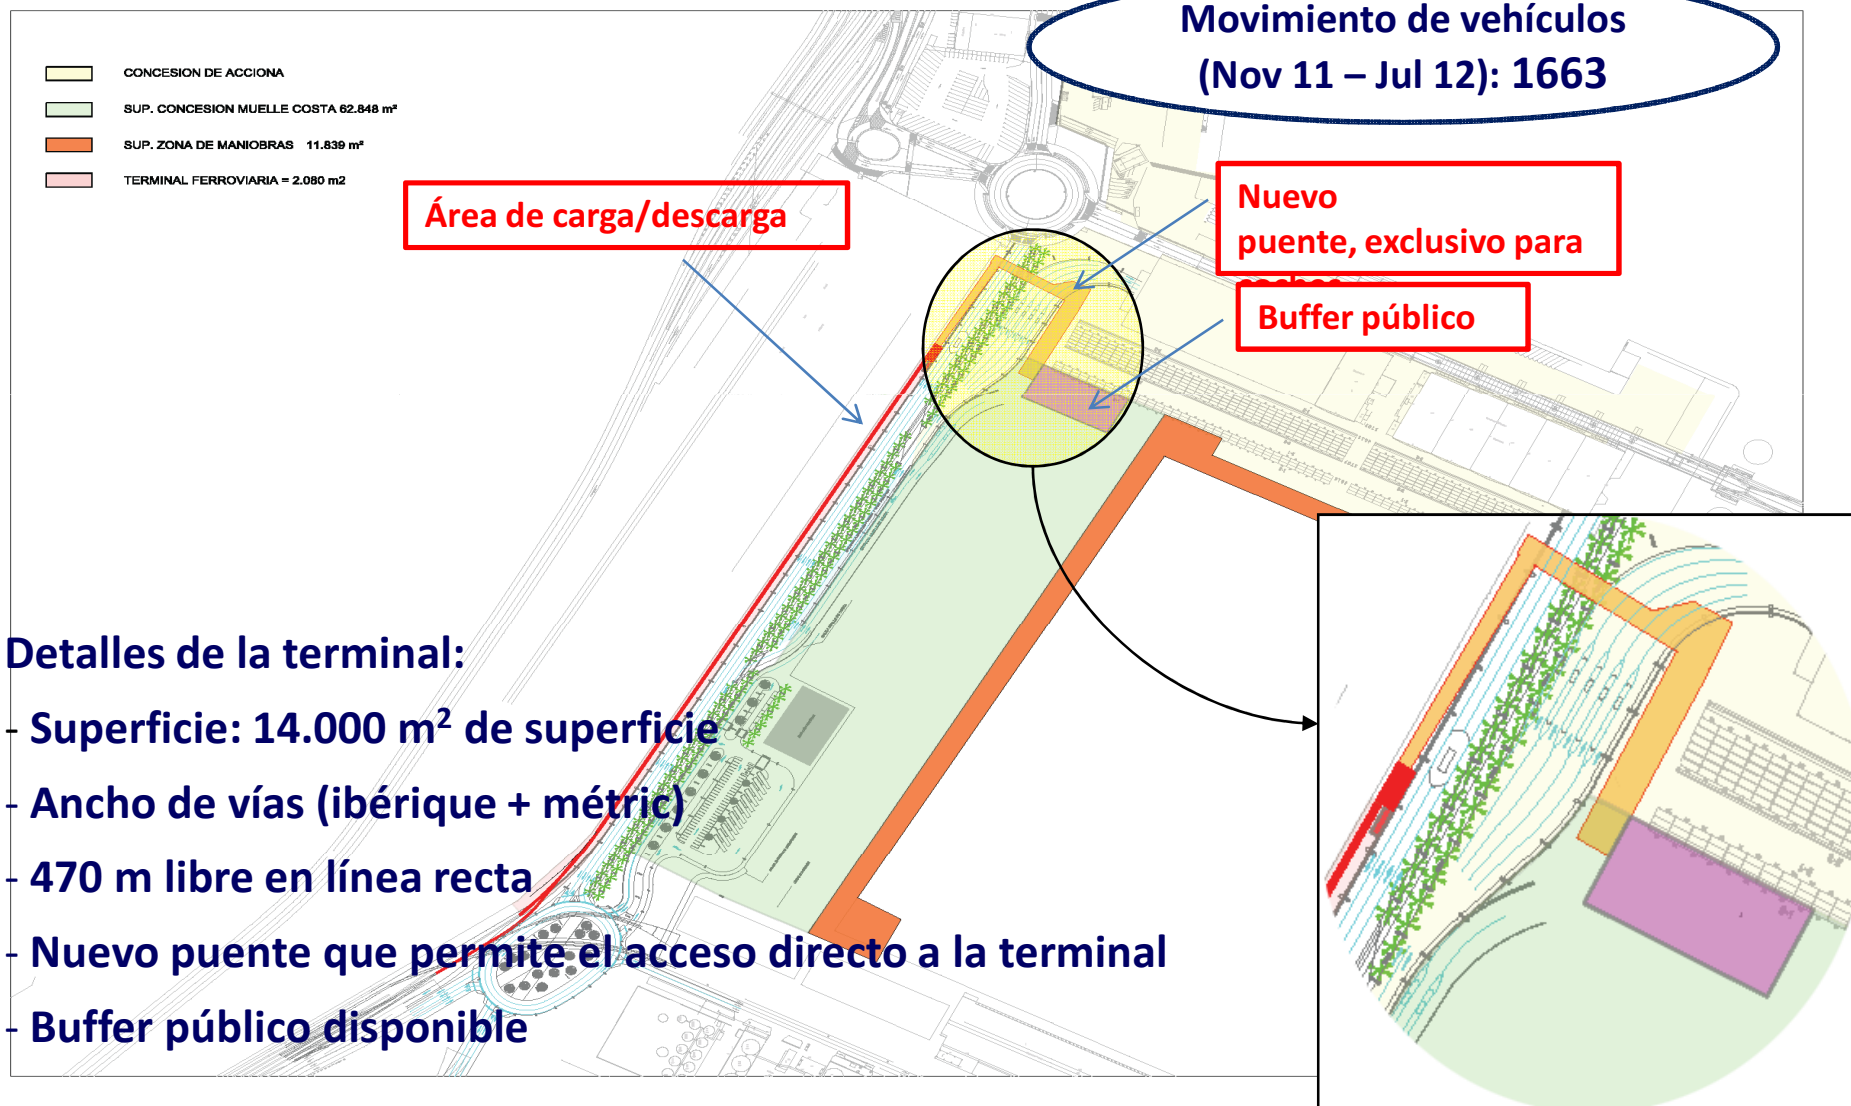 Movimiento de vehículos
(Nov 11 – Jul 12): 1663
CONCESION DE ACCIONA
SUP. CONCESION MUELLE COSTA 62.848 m²
SUP. ZONA DE MANIOBRAS 11.839 m²
TERMINAL FERROVIARIA = 2.080 m2
Área de carga/descarga
Nuevo
puente, exclusivo para
Buffer público
Detalles de la terminal:
- Superficie: 14.000 m² de superficie
- Ancho de vías (ibérique + métric)
- 470 m libre en línea recta
- Nuevo puente que permite el acceso directo a la terminal
- Buffer público disponible